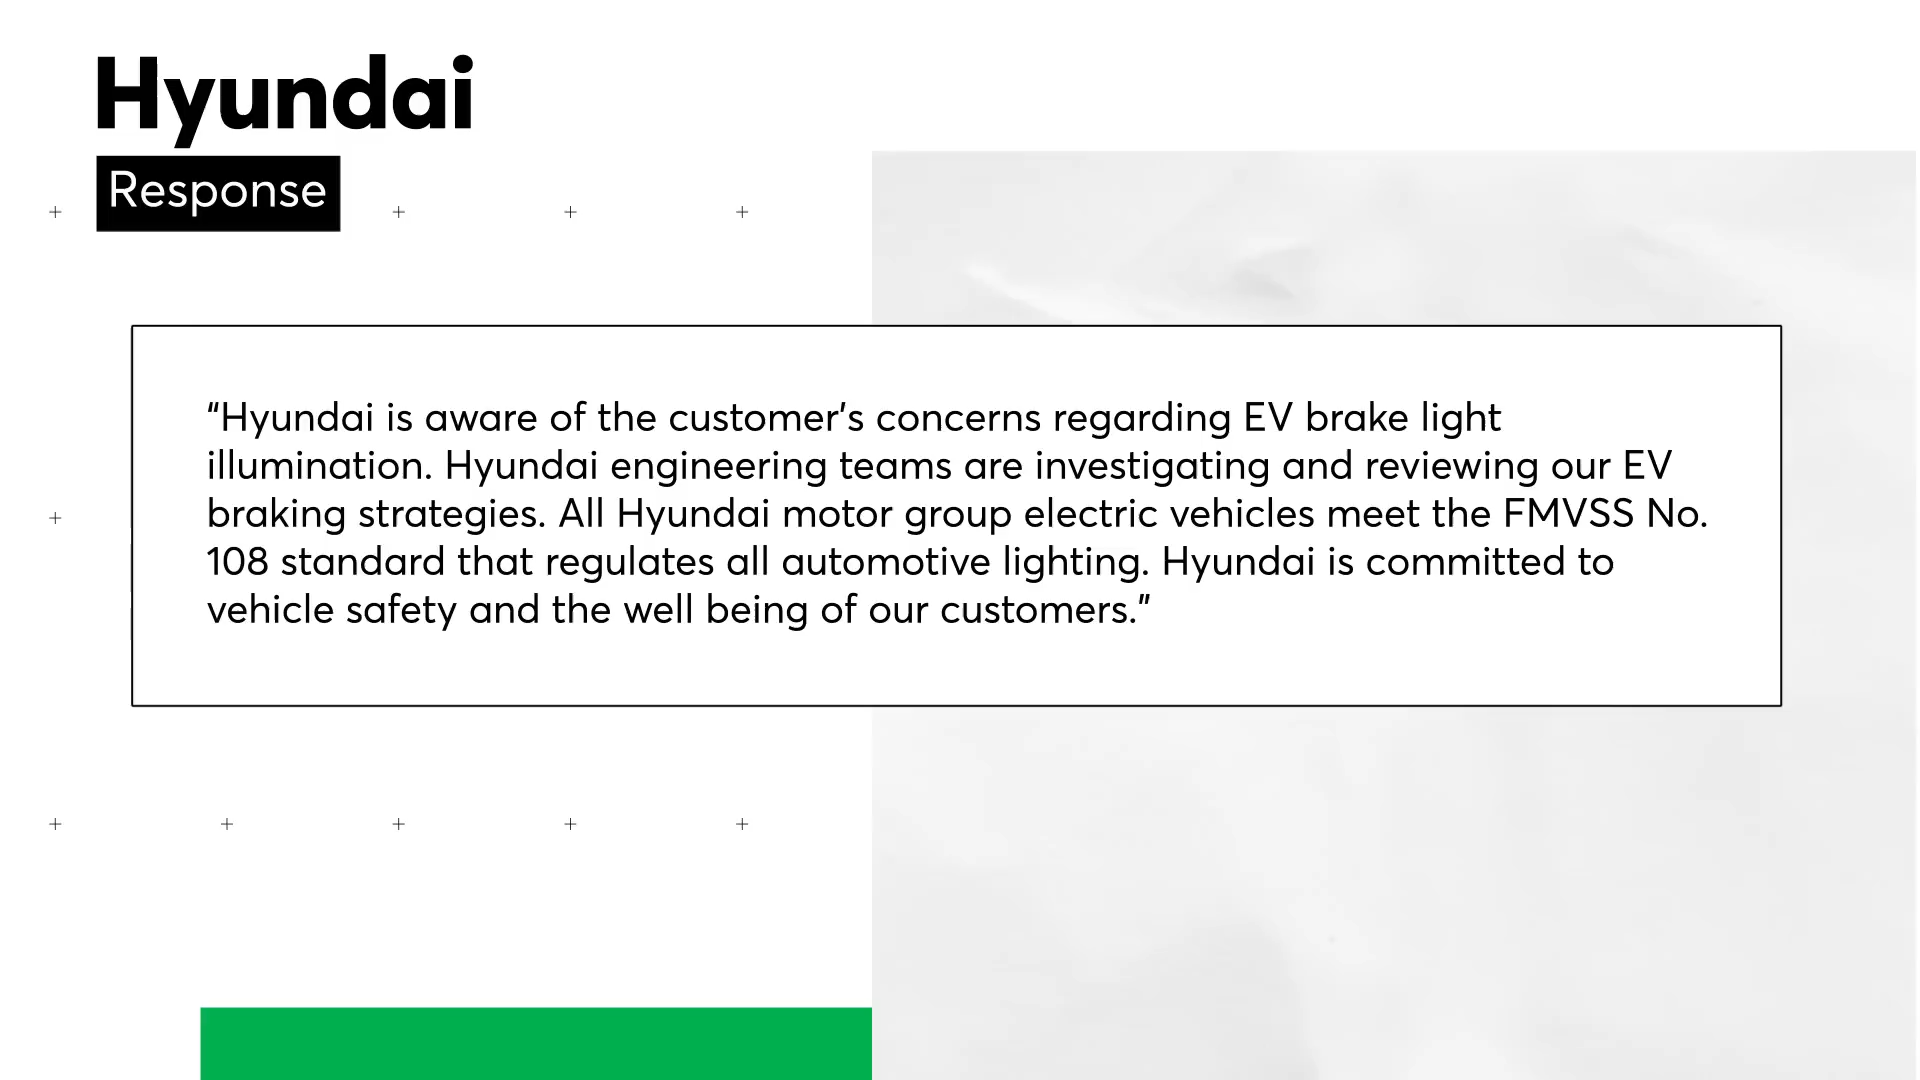 Hyundai
Response
“Hyundai is aware of the customer’s concerns regarding EV brake light
illumination. Hyundai engineering teams are investigating and reviewing our EV
braking strategies. All Hyundai motor group electric vehicles meet the FMVSS No.
108 standard that regulates all automotive lighting. Hyundai is committed to
vehicle safety and the well being of our customers.”